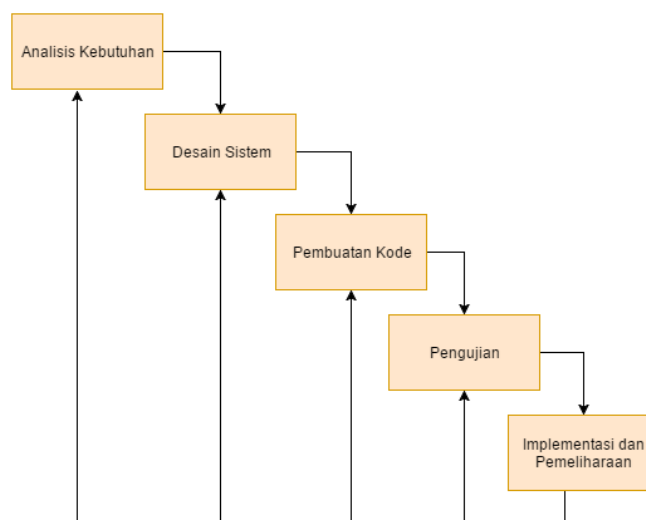 Analisis Kebutuhan
Desain Sistem
Pembuatan Kode
Pengujian
Implementasi dan
Pemeliharaan